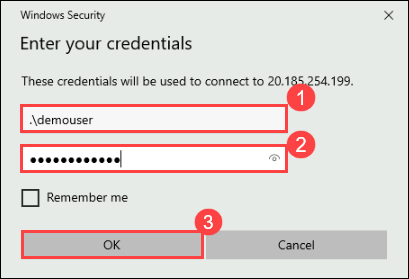 Windows Security
Enter your credentials
These credentials will be used to connect to 20.185.254.199.
1
.\demouser
2
●●●●●●●●●●●●
Remember me
3
OK
Cancel